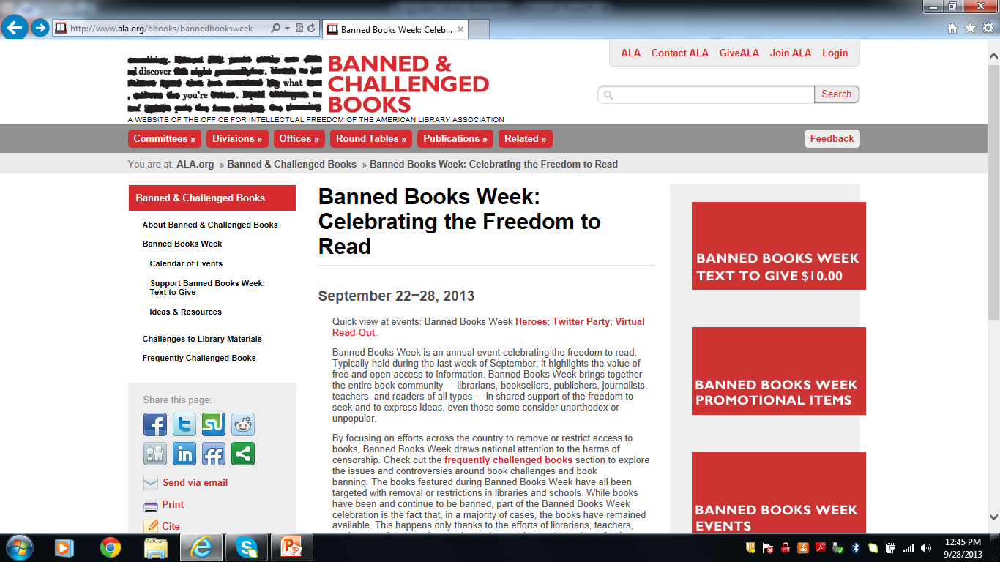 http://www.ala.org/bbooks/bannedbooksweek
Banned Books Week: Celeb...
discover
what
you're
BANNED &
CHALLENGED
BOOKS
A WEBSITE OF THE OFFICE FOR INTELLECTUAL FREEDOM OF THE AMERICAN LIBRARY ASSOCIATION
ALA Contact ALA GiveALA Join ALA Login
Search
Committees » Divisions » Offices » Round Tables » Publications » Related » Feedback
You are at: ALA.org » Banned & Challenged Books » Banned Books Week: Celebrating the Freedom to Read
Banned & Challenged Books
About Banned & Challenged Books
Banned Books Week
Calendar of Events
Support Banned Books Week:
Text to Give
Ideas & Resources
Challenges to Library Materials
Frequently Challenged Books
Share this page:
Send via email
Print
Cite
Banned Books Week:
Celebrating the Freedom to
Read
September 22−28, 2013
Quick view at events: Banned Books Week Heroes; Twitter Party; Virtual
Read-Out.
Banned Books Week is an annual event celebrating the freedom to read.
Typically held during the last week of September, it highlights the value of
free and open access to information. Banned Books Week brings together
the entire book community –- librarians, booksellers, publishers, journalists,
teachers, and readers of all types –- in shared support of the freedom to
seek and to express ideas, even those some consider unorthodox or
unpopular.
By focusing on efforts across the country to remove or restrict access to
books, Banned Books Week draws national attention to the harms of
censorship. Check out the frequently challenged books section to explore
the issues and controversies around book challenges and book
banning. The books featured during Banned Books Week have all been
targeted with removal or restrictions in libraries and schools. While books
have been and continue to be banned, part of the Banned Books Week
celebration is the fact that, in a majority of cases, the books have remained
available. This happens only thanks to the efforts of librarians, teachers,
BANNED BOOKS WEEK
TEXT TO GIVE $10.00
BANNED BOOKS WEEK
PROMOTIONAL ITEMS
BANNED BOOKS WEEK
EVENTS
12:45 PM
9/28/2013